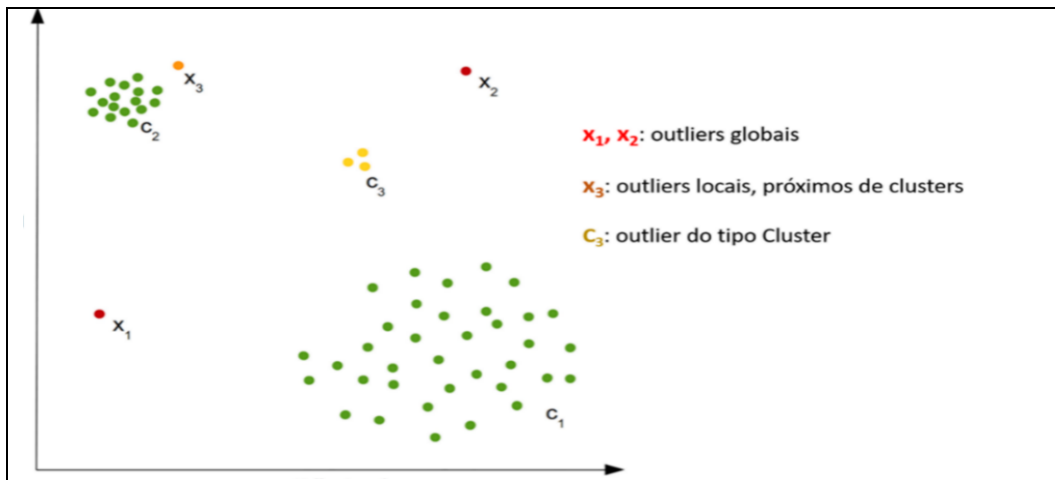 X₃
X₂
C₂
C₃
X₁
C₁
X₁, X₂: outliers globais
X₃: outliers locais, próximos de clusters
C₃: outlier do tipo Cluster